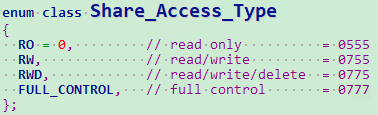 enum class Share_Access_Type
{
RO = 0, // read only = 0555
RW, // read/write = 0755
RWD, // read/write/delete = 0775
FULL_CONTROL, // full control = 0777
};